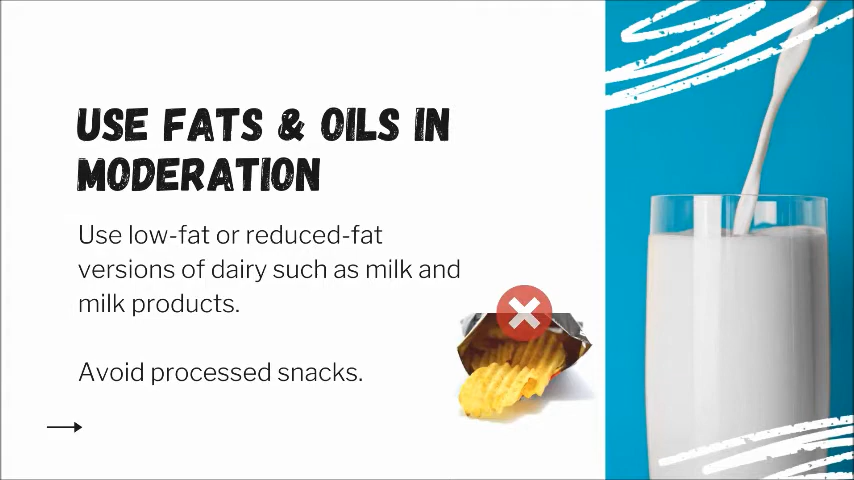 USE FATS & OILS IN
MODERATION
Use low-fat or reduced-fat
versions of dairy such as milk and
milk products.
Avoid processed snacks.